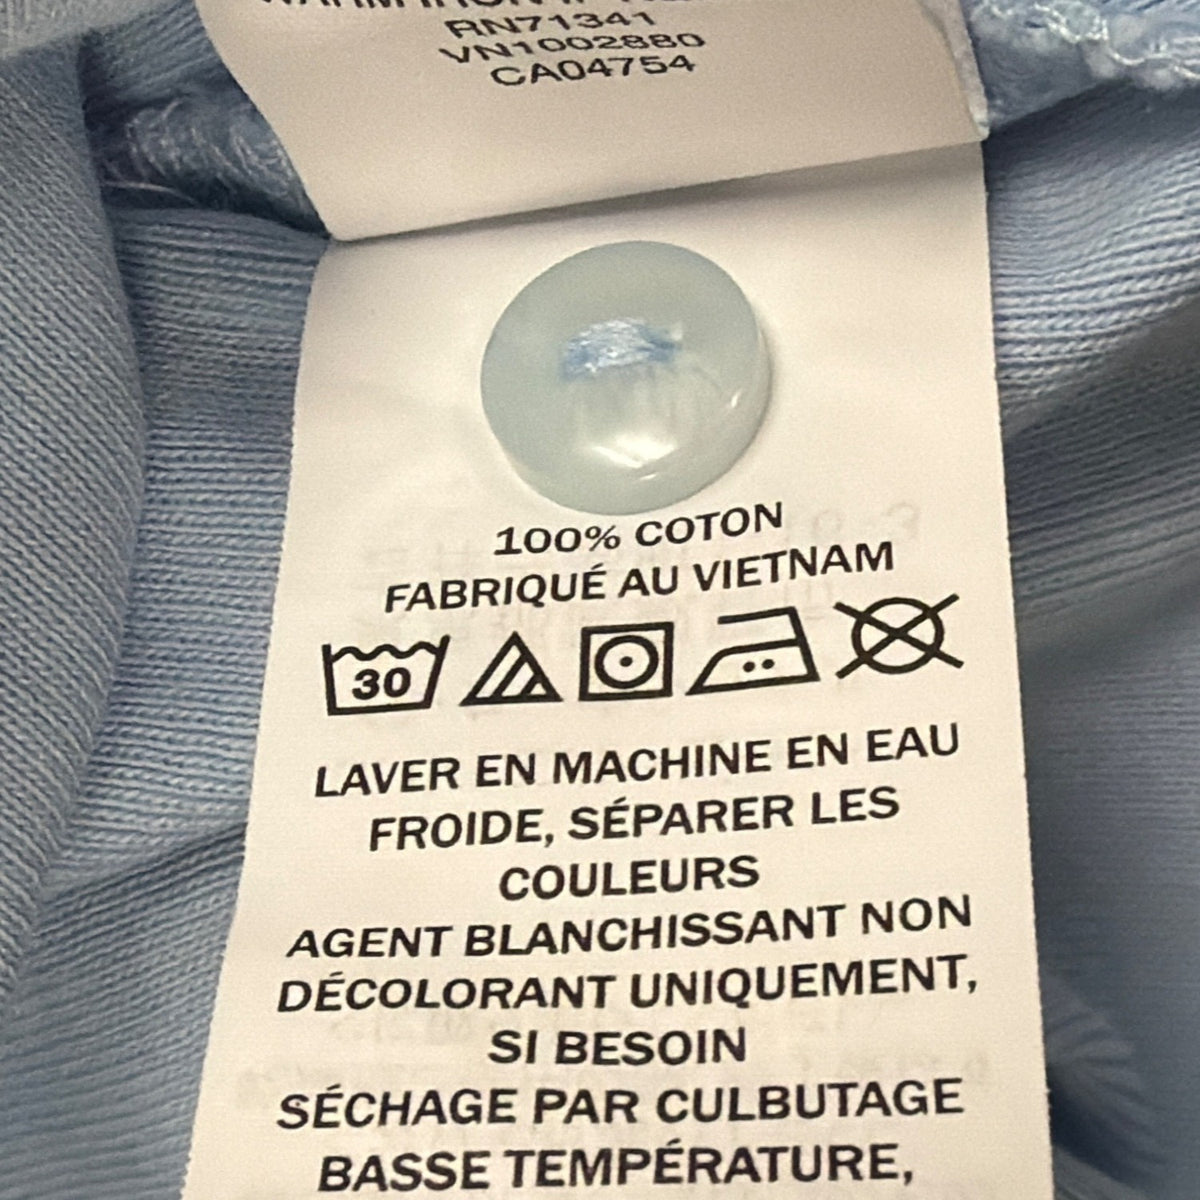 RN71341
VN1002880
CA04754
100% COTON
FABRIQUÉ AU VIETNAM
30
LAVER EN MACHINE EN EAU
FROIDE, SÉPARER LES
COULEURS
AGENT BLANCHISSANT NON
DÉCOLORANT UNIQUEMENT,
SI BESOIN
SÉCHAGE PAR CULBUTAGE
BASSE TEMPÉRATURE,